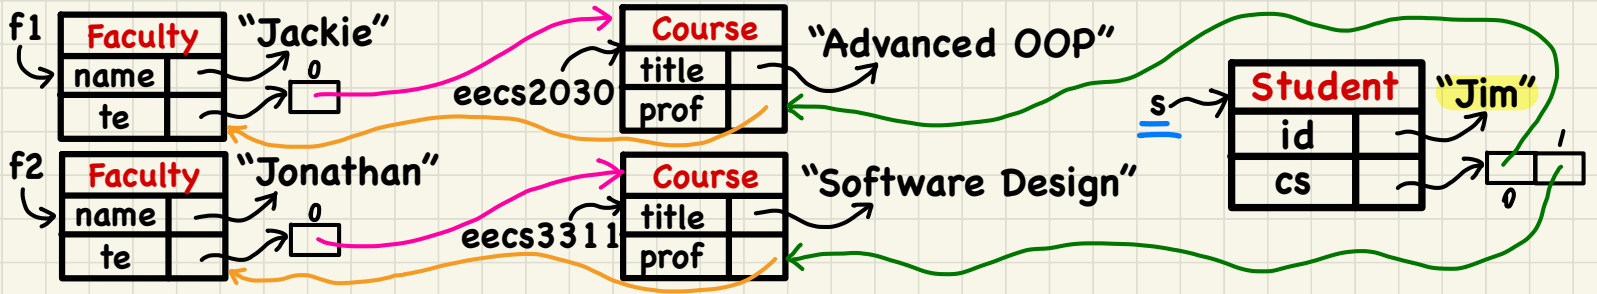 f1 Faculty "Jackie" Course "Advanced OOP"
name 0 title Student "Jim"
te eecs2030 prof s id 1
f2 Faculty "Jonathan" Course "Software Design" cs 0
name 0 title
te eecs3311 prof